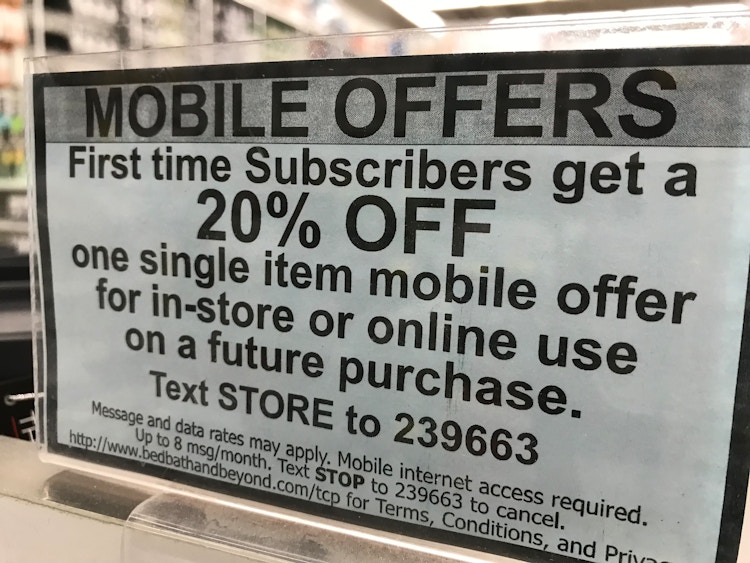 MOBILE OFFERS
First time Subscribers get a
20% OFF
one single item mobile offer
for in-store or online use
on a future purchase.
Text STORE to 239663
Message and data rates may apply. Mobile internet access required.
Up to 8 msg/month. Text STOP to 239663 to cancel.
http://www.bedbathandbeyond.com/tcp for Terms, Conditions, and